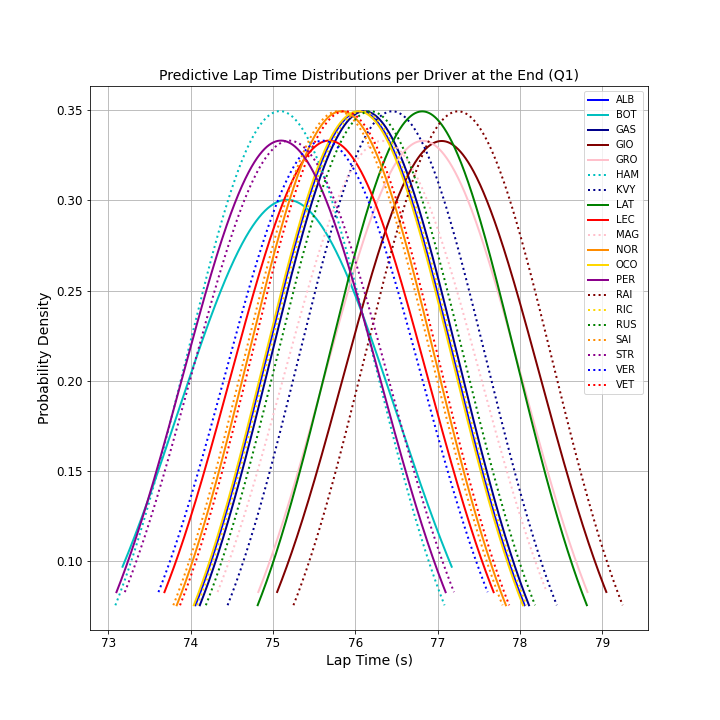 Predictive Lap Time Distributions per Driver at the End (Q1)
Probability Density
0.35
0.30
0.25
0.20
0.15
0.10
73 74 75 76 77 78 79
Lap Time (s)
ALB
BOT
GAS
GIO
GRO
HAM
KVY
LAT
LEC
MAG
NOR
OCO
PER
RAI
RIC
RUS
SAI
STR
VER
VET